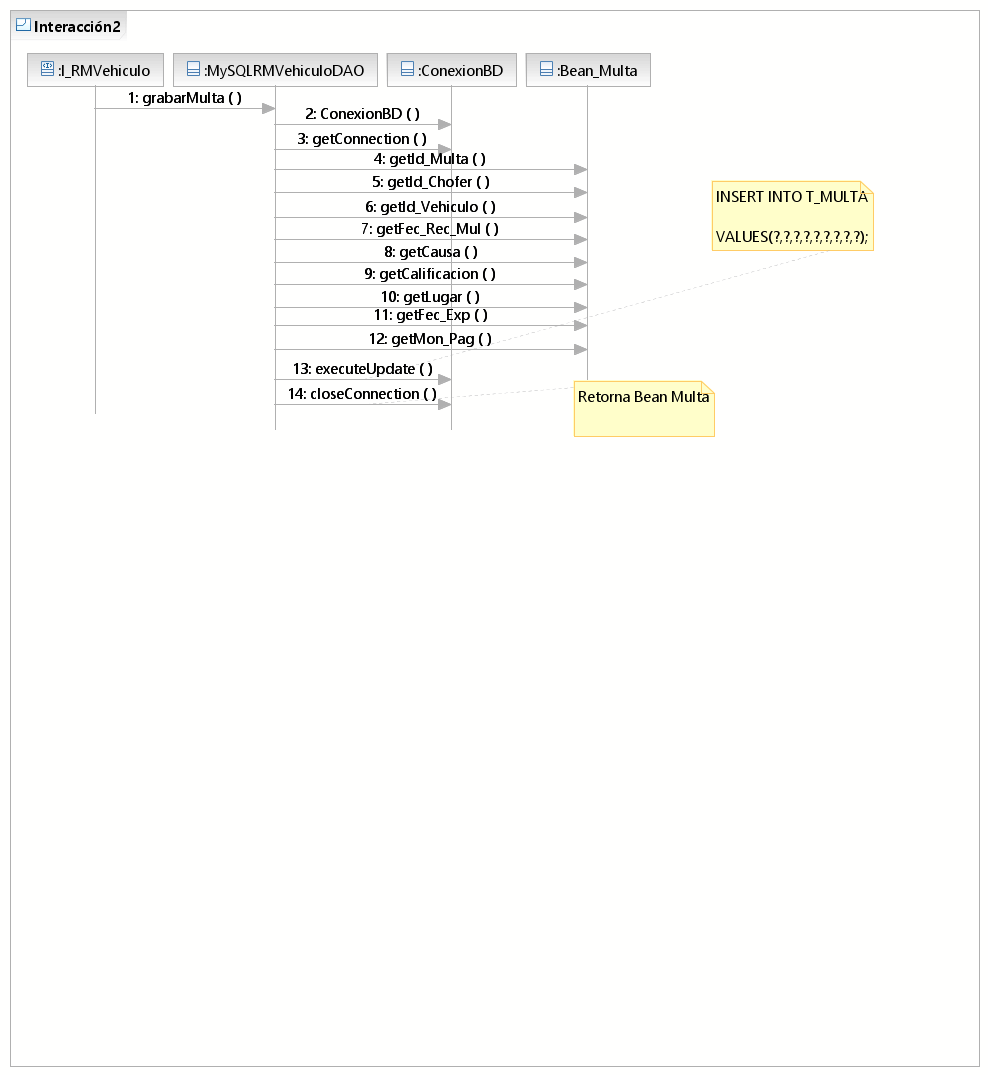 Interacción2
:I_RMVehiculo
:MySQLRMVehiculoDAO
:ConexionBD
:Bean_Multa
1: grabarMulta ( )
2: ConexionBD ( )
3: getConnection ( )
4: getId_Multa ( )
5: getId_Chofer ( )
6: getId_Vehiculo ( )
7: getFec_Rec_Mul ( )
8: getCausa ( )
9: getCalificacion ( )
10: getLugar ( )
11: getFec_Exp ( )
12: getMon_Pag ( )
13: executeUpdate ( )
14: closeConnection ( )
INSERT INTO T_MULTA
VALUES(?,?,?,?,?,?,?,?,?);
Retorna Bean Multa